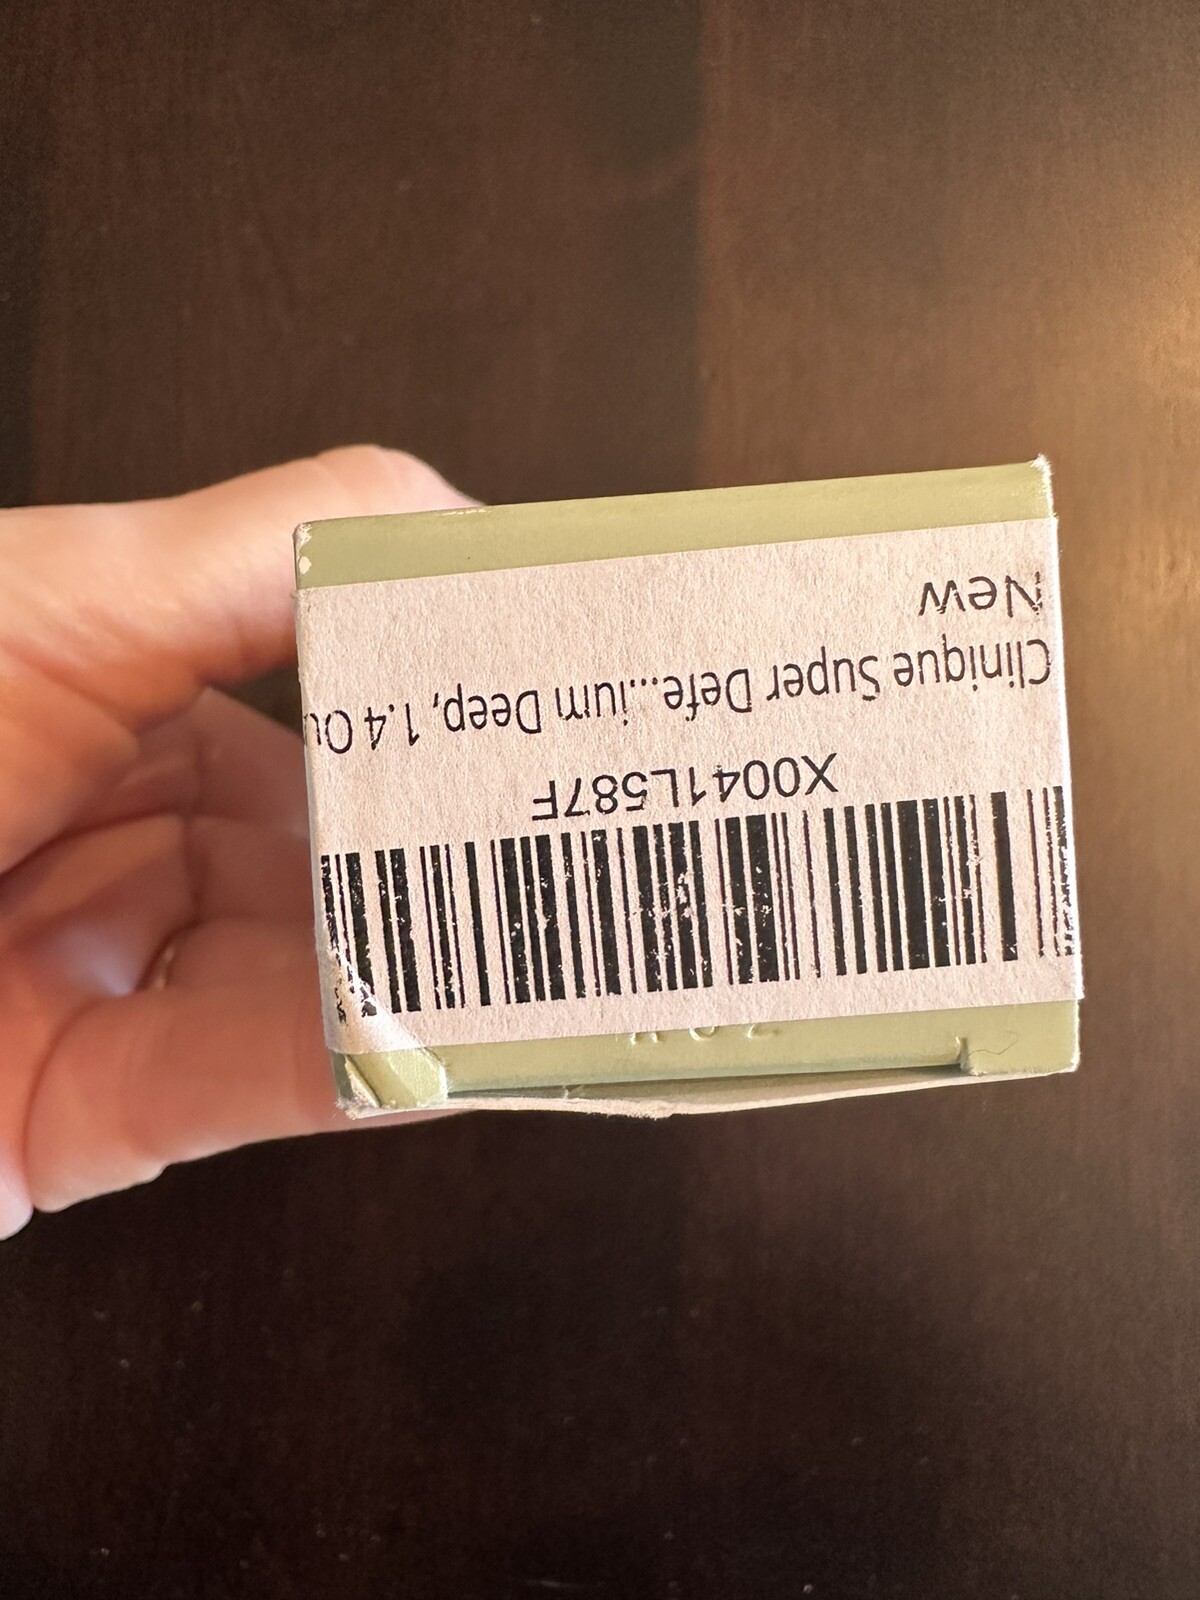 X0041L587F
Clinique Super Defe...ium Deep, 1.4 Ou
New